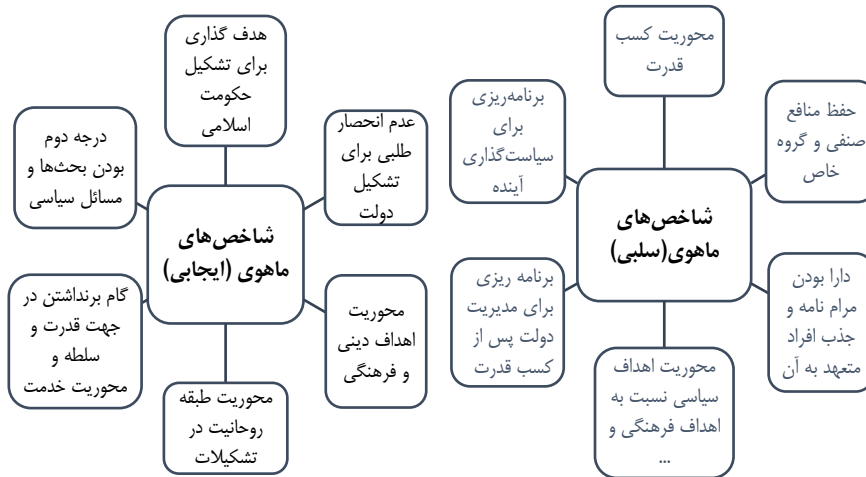 محوریت کسب
قدرت
حفظ منافع
صنفی و گروه
خاص
دارا بودن
مرام نامه و
جذب افراد
متعهد به آن
محوریت اهداف
سیاسی نسبت به
اهداف فرهنگی و
...
برنامه ریزی
برای مدیریت
دولت پس از
کسب قدرت
برنامه‌ریزی
برای
سیاست‌گذاری
آینده
شاخص‌های
ماهوی(سلبی)
هدف گذاری
برای تشکیل
حکومت
اسلامی
عدم انحصار
طلبی برای
تشکیل
دولت
محوریت
اهداف دینی
و فرهنگی
محوریت طبقه
روحانیت در
تشکیلات
گام برنداشتن در
جهت قدرت و
سلطه و
محوریت خدمت
درجه دوم
بودن بحث‌ها و
مسائل سیاسی
شاخص‌های
ماهوی (ایجابی)